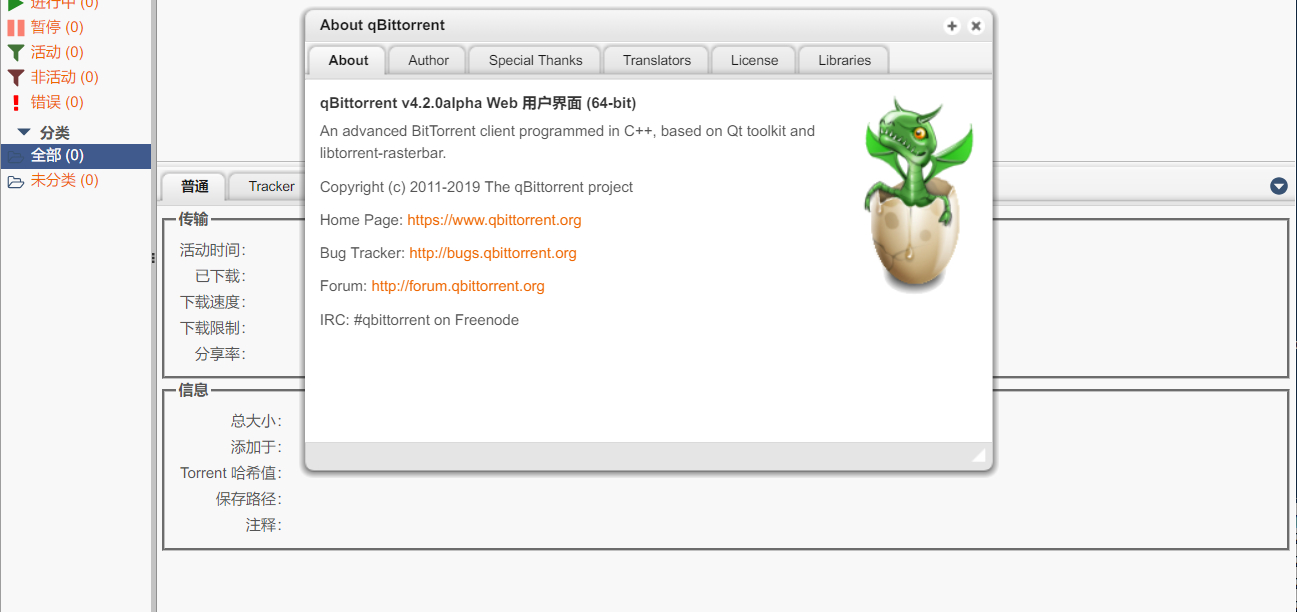 进行中 (0)
暂停 (0)
活动 (0)
非活动 (0)
错误 (0)
分类
全部 (0)
未分类 (0)
About qBittorrent
About Author Special Thanks Translators License Libraries
qBittorrent v4.2.0alpha Web 用户界面 (64-bit)
An advanced BitTorrent client programmed in C++, based on Qt toolkit and
libtorrent-rasterbar.
Copyright (c) 2011-2019 The qBittorrent project
Home Page: https://www.qbittorrent.org
Bug Tracker: http://bugs.qbittorrent.org
Forum: http://forum.qbittorrent.org
IRC: #qbittorrent on Freenode
普通 Tracker
传输
活动时间:
已下载:
下载速度:
下载限制:
分享率:
信息
总大小:
添加于:
Torrent 哈希值:
保存路径:
注释: